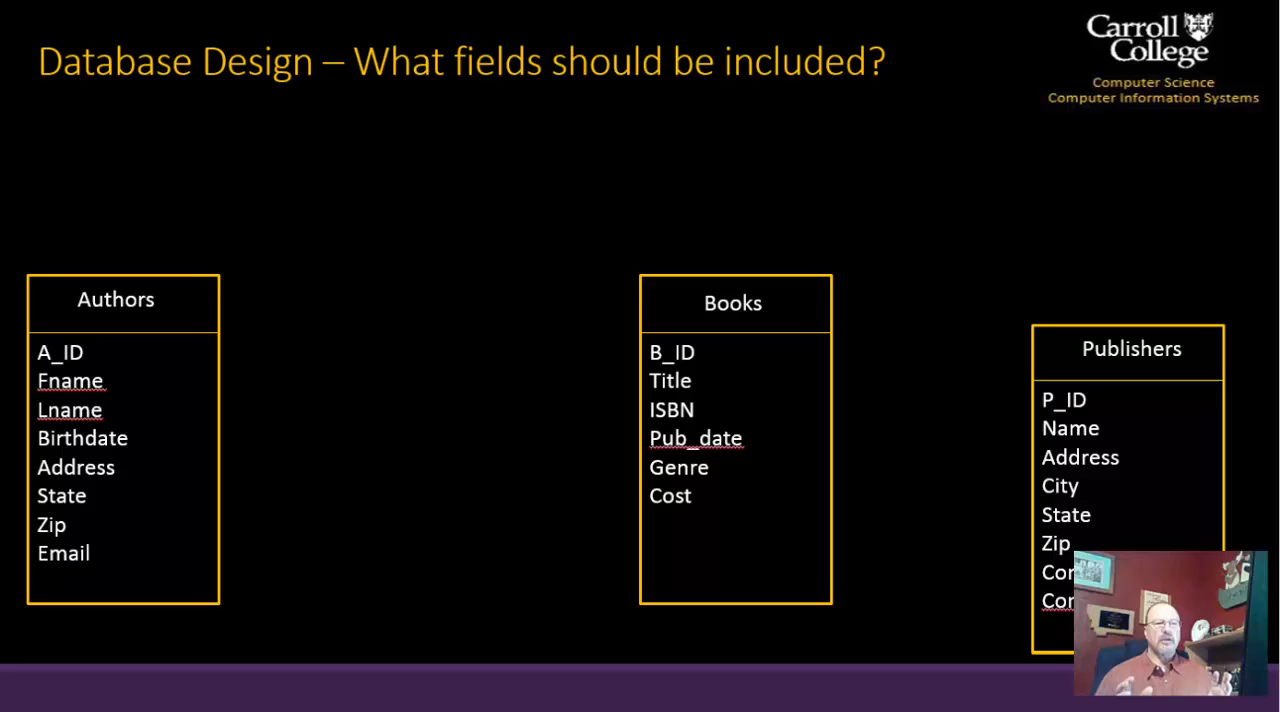 Database Design – What fields should be included?
Carroll
College
Computer Science
Computer Information Systems
Authors
A_ID
Fname
Lname
Birthdate
Address
State
Zip
Email
Books
B_ID
Title
ISBN
Pub_date
Genre
Cost
Publishers
P_ID
Name
Address
City
State
Zip